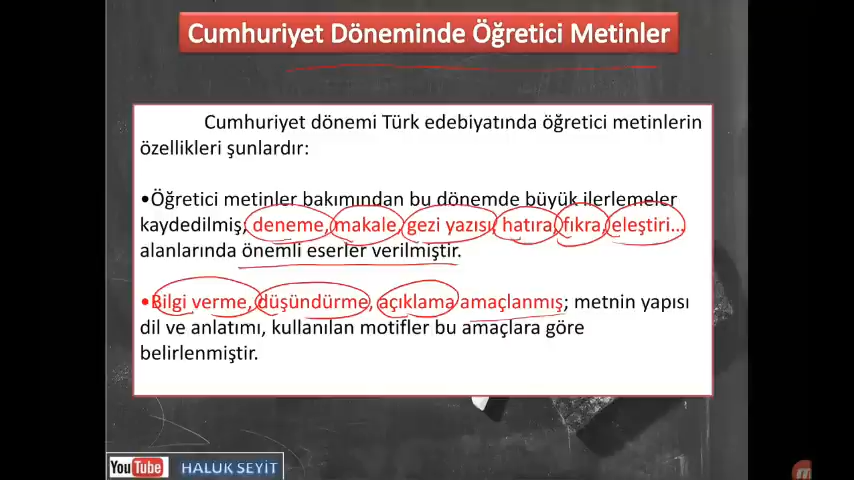 Cumhuriyet Döneminde Öğretici Metinler
Cumhuriyet dönemi Türk edebiyatında öğretici metinlerin
özellikleri şunlardır:
•Öğretici metinler bakımından bu dönemde büyük ilerlemeler
kaydedilmiş; deneme, makale, gezi yazısı, hatıra, fıkra, eleştiri...
alanlarında önemli eserler verilmiştir.
•Bilgi verme, düşündürme, açıklama amaçlanmış; metnin yapısı
dil ve anlatımı, kullanılan motifler bu amaçlara göre
belirlenmiştir.
YouTube HALUK SEYİT